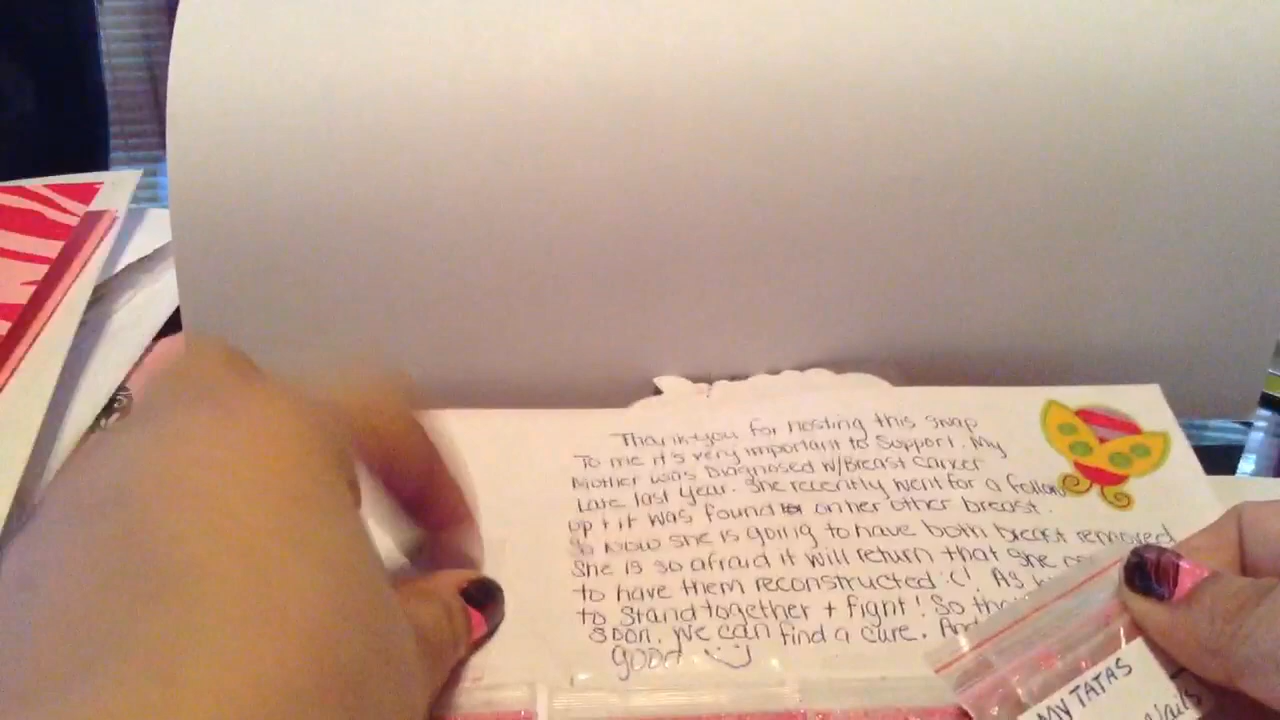 Thankyou for hosting this swap
To me it's very important to Support. My
Mother was Diagnosed w/Breast Cancer
Late last year. She recently went for a follow
up + it was found on her other breast.
So Now she is going to have both breast removed
She is so afraid it will return that she
to have them reconstructed :(! As
to Stand together + fight! So
soon. We can find a cure. And
good
MY TATAS
Nails